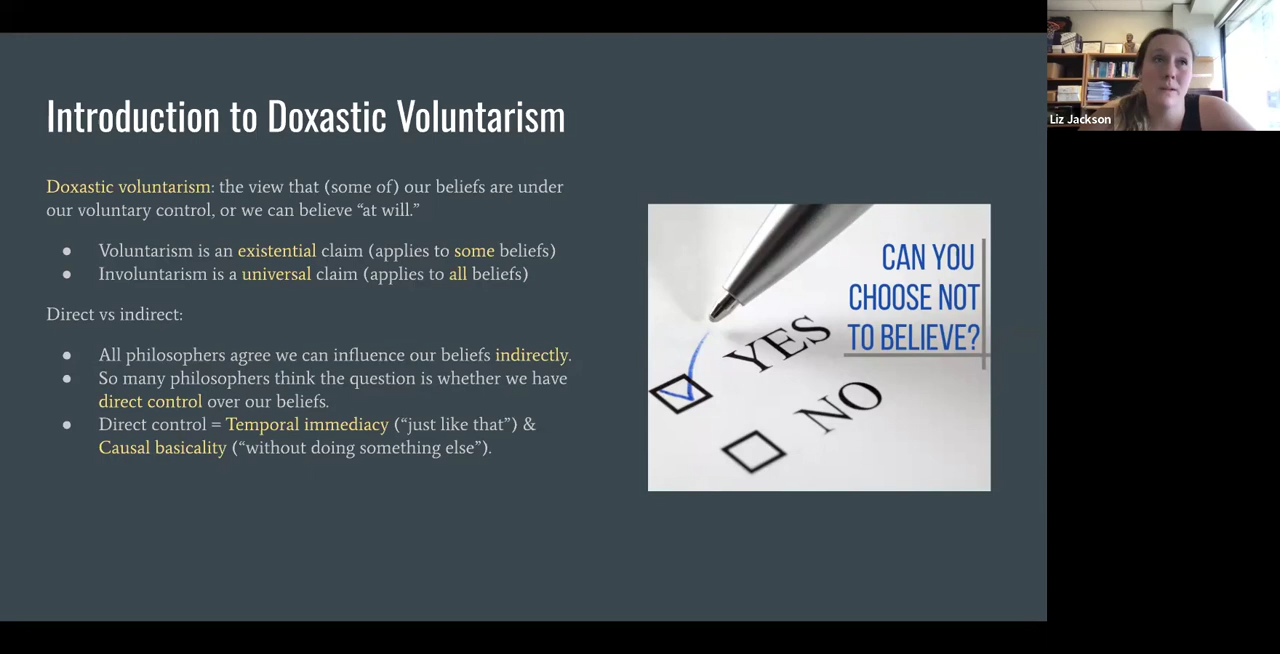 Introduction to Doxastic Voluntarism
Doxastic voluntarism: the view that (some of) our beliefs are under
our voluntary control, or we can believe “at will.”
● Voluntarism is an existential claim (applies to some beliefs)
● Involuntarism is a universal claim (applies to all beliefs)
Direct vs indirect:
● All philosophers agree we can influence our beliefs indirectly.
● So many philosophers think the question is whether we have
direct control over our beliefs.
● Direct control = Temporal immediacy (“just like that”) &
Causal basicality (“without doing something else”).
CAN YOU
CHOOSE NOT
TO BELIEVE?
YES
NO
Liz Jackson